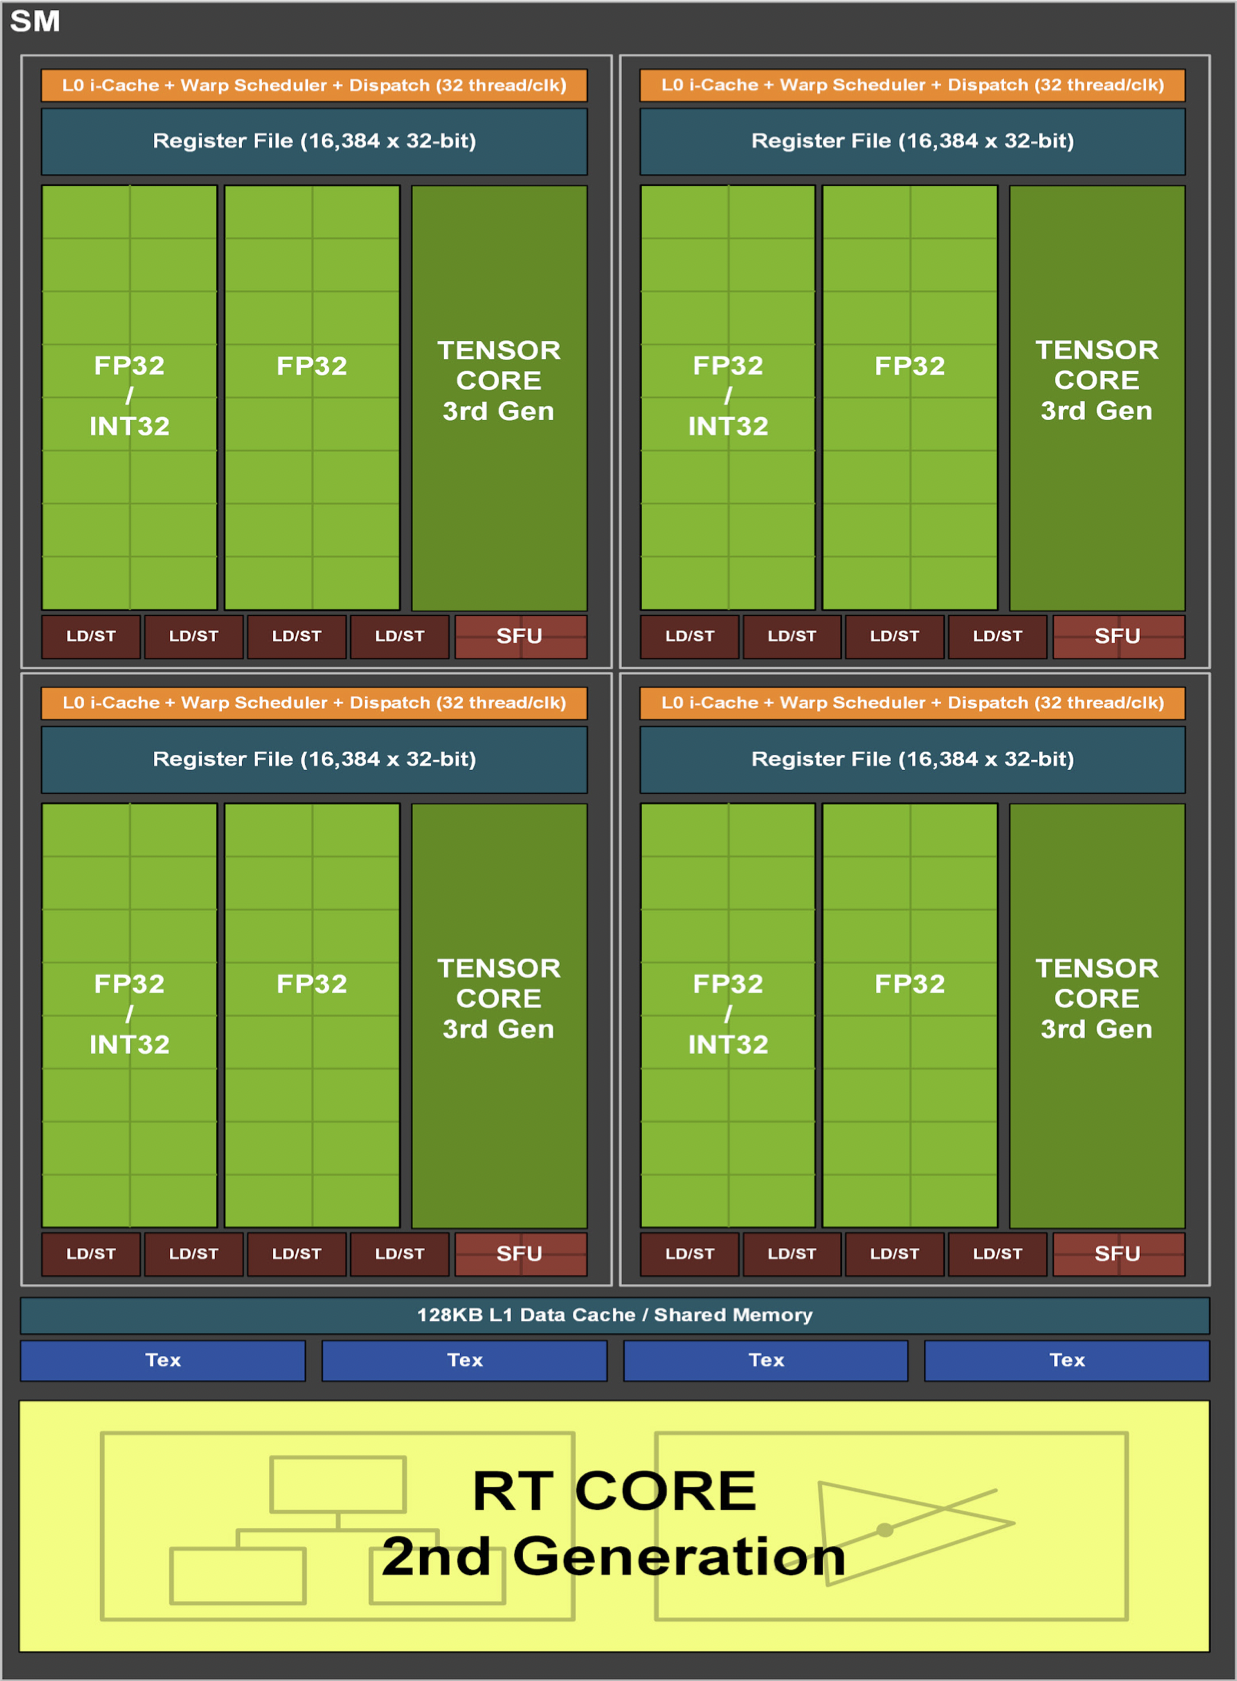 SM
L0 i-Cache + Warp Scheduler + Dispatch (32 thread/clk)
Register File (16,384 x 32-bit)
FP32
/
INT32
FP32
TENSOR
CORE
3rd Gen
LD/ST LD/ST LD/ST LD/ST SFU
L0 i-Cache + Warp Scheduler + Dispatch (32 thread/clk)
Register File (16,384 x 32-bit)
FP32
/
INT32
FP32
TENSOR
CORE
3rd Gen
LD/ST LD/ST LD/ST LD/ST SFU
L0 i-Cache + Warp Scheduler + Dispatch (32 thread/clk)
Register File (16,384 x 32-bit)
FP32
/
INT32
FP32
TENSOR
CORE
3rd Gen
LD/ST LD/ST LD/ST LD/ST SFU
L0 i-Cache + Warp Scheduler + Dispatch (32 thread/clk)
Register File (16,384 x 32-bit)
FP32
/
INT32
FP32
TENSOR
CORE
3rd Gen
LD/ST LD/ST LD/ST LD/ST SFU
128KB L1 Data Cache / Shared Memory
Tex Tex Tex Tex
RT CORE
2nd Generation